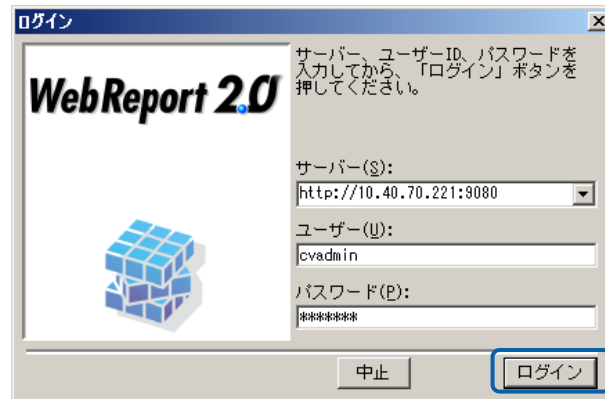 ログイン
WebReport 2.0
サーバー、ユーザーID、パスワードを
入力してから、「ログイン」ボタンを
押してください。
サーバー(S):
http://10.40.70.221:9080
ユーザー(U):
cvadmin
パスワード(P):
*******
中止
ログイン